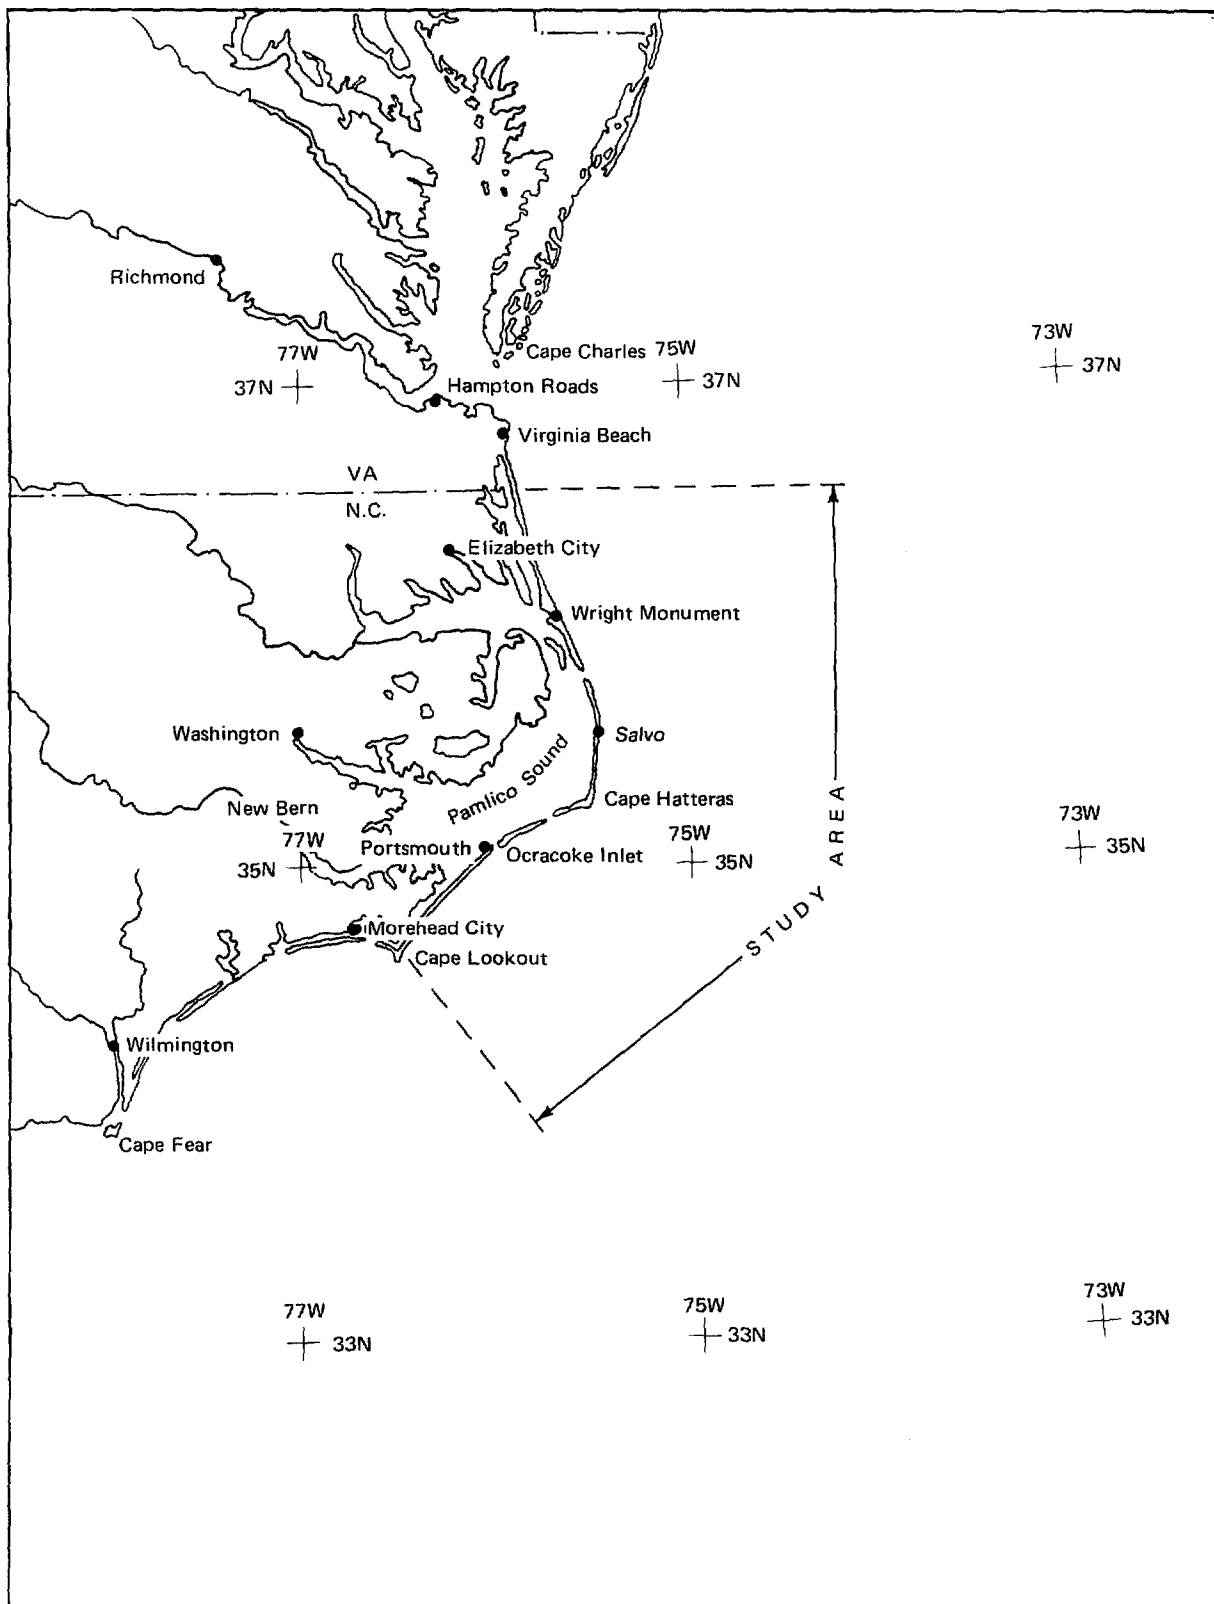 Richmond
Cape Charles
75W
37N
73W
37N
77W
37N
Hampton Roads
Virginia Beach
VA
N.C.
Elizabeth City
Wright Monument
Washington
Salvo
Pamlico Sound
Cape Hatteras
New Bern
77W
35N
Portsmouth
Ocracoke Inlet
75W
35N
73W
35N
STUDY AREA
Morehead City
Cape Lookout
Wilmington
Cape Fear
77W
33N
75W
33N
73W
33N